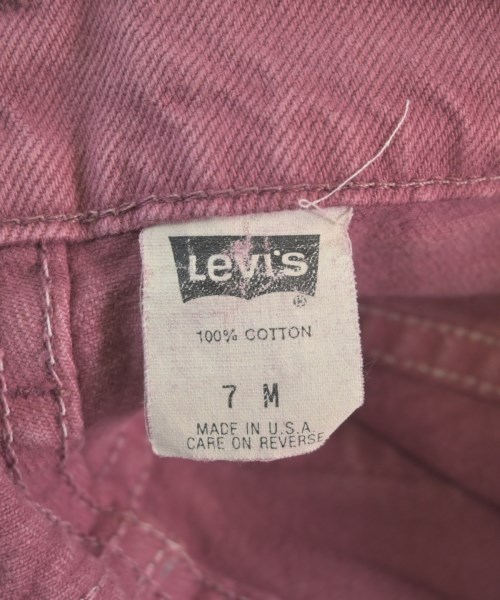 Levi's
®
100% COTTON
7 M
MADE IN U.S.A
CARE ON REVERSE